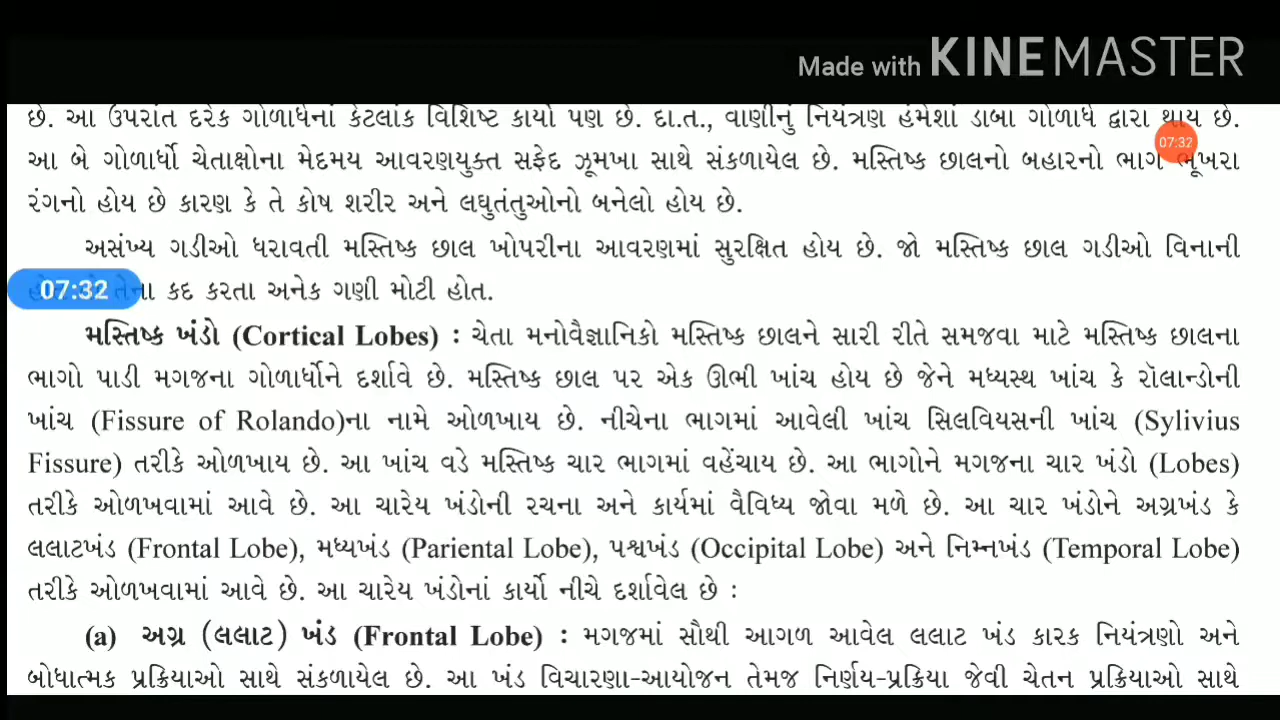 Made with KINEMASTER
છે. આ ઉપરાંત દરેક ગોળાર્ધનાં કેટલાંક વિશિષ્ટ કાર્યો પણ છે. દા.ત., વાણીનું નિયંત્રણ હંમેશાં ડાબા ગોળાર્ધ દ્વારા થાય છે.
07:32
આ બે ગોળાર્ધો ચેતાક્ષોના મેદમય આવરણયુક્ત સફેદ ઝૂમખા સાથે સંકળાયેલ છે. મસ્તિષ્ક છાલનો બહારનો ભાગ ભૂખરા
રંગનો હોય છે કારણ કે તે કોષ શરીર અને લઘુતંતુઓનો બનેલો હોય છે.
અસંખ્ય ગડીઓ ધરાવતી મસ્તિષ્ક છાલ ખોપરીના આવરણમાં સુરક્ષિત હોય છે. જો મસ્તિષ્ક છાલ ગડીઓ વિનાની
07:32 કદ કરતા અનેક ગણી મોટી હોત.
મસ્તિષ્ક ખંડો (Cortical Lobes) : ચેતા મનોવૈજ્ઞાનિકો મસ્તિષ્ક છાલને સારી રીતે સમજવા માટે મસ્તિષ્ક છાલના
ભાગો પાડી મગજના ગોળાર્ધોને દર્શાવે છે. મસ્તિષ્ક છાલ પર એક ઊભી ખાંચ હોય છે જેને મધ્યસ્થ ખાંચ કે રૉલાન્ડોની
ખાંચ (Fissure of Rolando)ના નામે ઓળખાય છે. નીચેના ભાગમાં આવેલી ખાંચ સિલવિયસની ખાંચ (Sylivius
Fissure) તરીકે ઓળખાય છે. આ ખાંચ વડે મસ્તિષ્ક ચાર ભાગમાં વહેંચાય છે. આ ભાગોને મગજના ચાર ખંડો (Lobes)
તરીકે ઓળખવામાં આવે છે. આ ચારેય ખંડોની રચના અને કાર્યમાં વૈવિધ્ય જોવા મળે છે. આ ચાર ખંડોને અગ્રખંડ કે
લલાટખંડ (Frontal Lobe), મધ્યખંડ (Pariental Lobe), પશ્વખંડ (Occipital Lobe) અને નિમ્નખંડ (Temporal Lobe)
તરીકે ઓળખવામાં આવે છે. આ ચારેય ખંડોનાં કાર્યો નીચે દર્શાવેલ છે :
(a) અગ્ર (લલાટ) ખંડ (Frontal Lobe) : મગજમાં સૌથી આગળ આવેલ લલાટ ખંડ કારક નિયંત્રણો અને
બોધાત્મક પ્રક્રિયાઓ સાથે સંકળાયેલ છે. આ ખંડ વિચારણા-આયોજન તેમજ નિર્ણય-પ્રક્રિયા જેવી ચેતન પ્રક્રિયાઓ સાથે